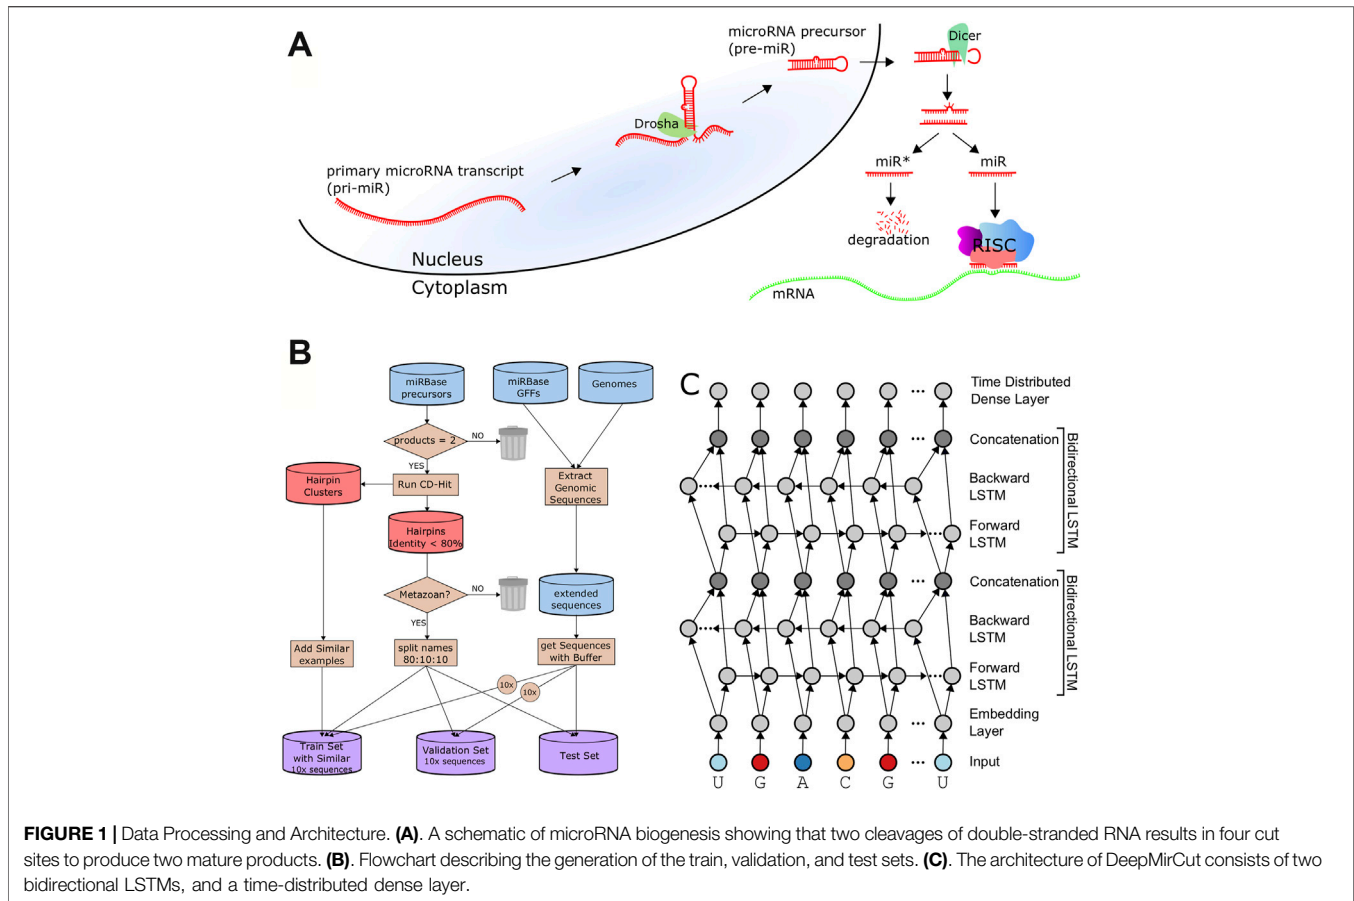 A
microRNA precursor
(pre-miR)
Dicer
Drosha
primary microRNA transcript
(pri-miR)
miR*
miR
degradation
RISC
Nucleus
Cytoplasm
mRNA
B
miRBase
precursors
miRBase
GFFs
Genomes
products = 2
NO
YES
Hairpin
Clusters
Run CD-Hit
Extract
Genomic
Sequences
Hairpins
Identity < 80%
Metazoan?
NO
extended
sequences
YES
Add Similar
examples
split names
80:10:10
get Sequences
with Buffer
10x
10x
Train Set
with Similar
10x sequences
Validation Set
10x sequences
Test Set
C
Time Distributed
Dense Layer
Concatenation
Backward
LSTM
Forward
LSTM
Bidirectional LSTM
Concatenation
Backward
LSTM
Forward
LSTM
Bidirectional LSTM
Embedding
Layer
Input
U G A C G U
FIGURE 1 | Data Processing and Architecture. (A). A schematic of microRNA biogenesis showing that two cleavages of double-stranded RNA results in four cut
sites to produce two mature products. (B). Flowchart describing the generation of the train, validation, and test sets. (C). The architecture of DeepMirCut consists of two
bidirectional LSTMs, and a time-distributed dense layer.